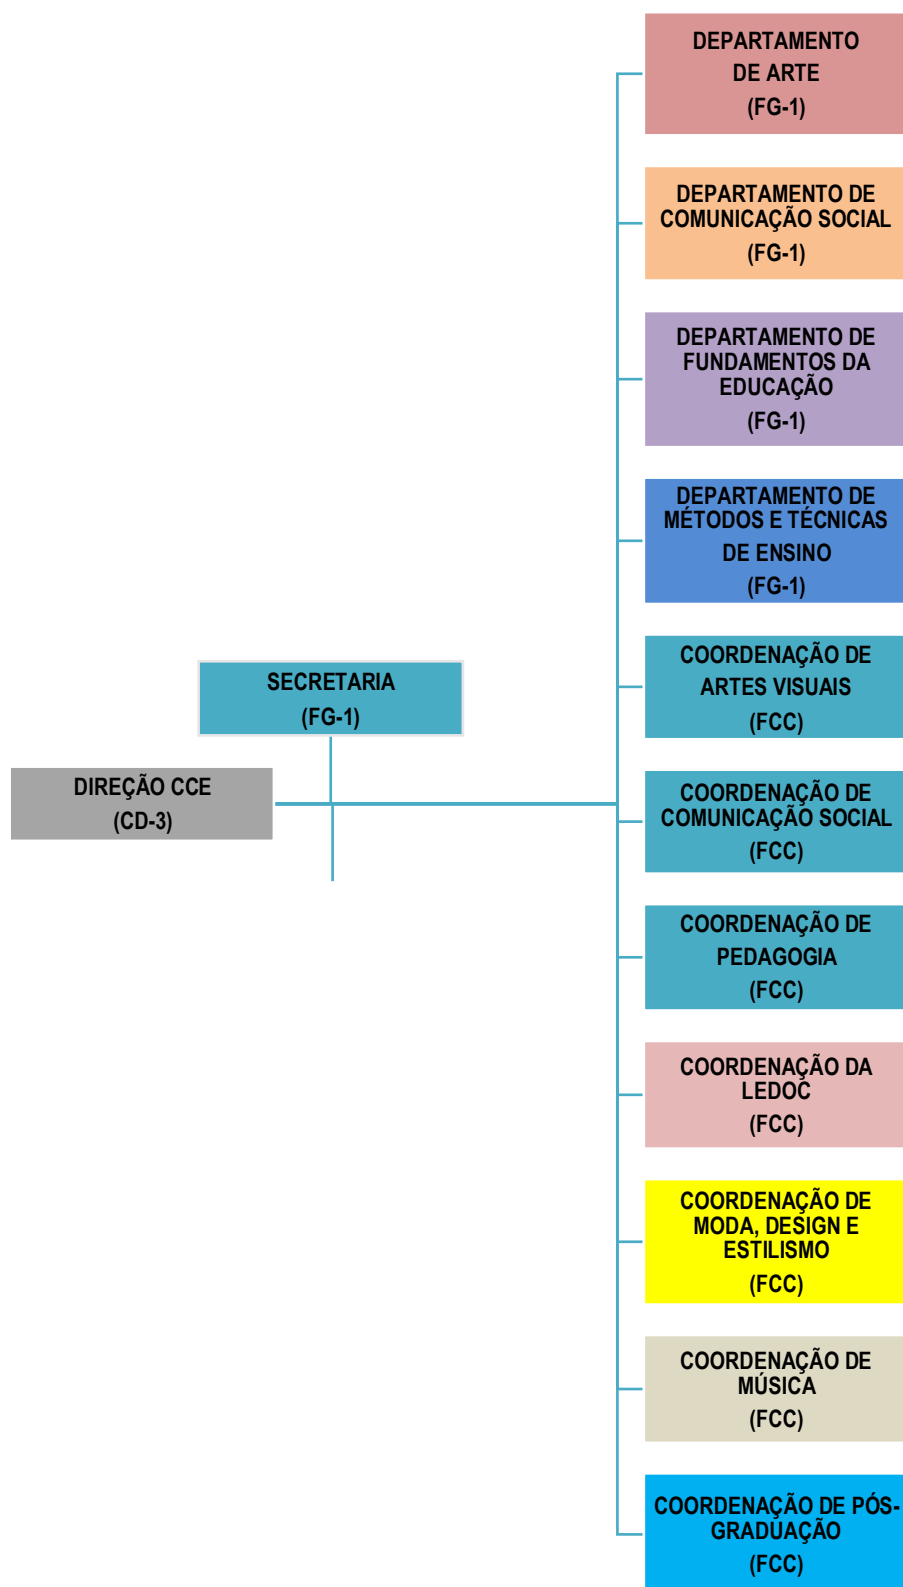 DEPARTAMENTO
DE ARTE
(FG-1)
DEPARTAMENTO DE
COMUNICAÇÃO SOCIAL
(FG-1)
DEPARTAMENTO DE
FUNDAMENTOS DA
EDUCAÇÃO
(FG-1)
DEPARTAMENTO DE
MÉTODOS E TÉCNICAS
DE ENSINO
(FG-1)
SECRETARIA
(FG-1)
DIREÇÃO CCE
(CD-3)
COORDENAÇÃO DE
ARTES VISUAIS
(FCC)
COORDENAÇÃO DE
COMUNICAÇÃO SOCIAL
(FCC)
COORDENAÇÃO DE
PEDAGOGIA
(FCC)
COORDENAÇÃO DA
LEDOC
(FCC)
COORDENAÇÃO DE
MODA, DESIGN E
ESTILISMO
(FCC)
COORDENAÇÃO DE
MÚSICA
(FCC)
COORDENAÇÃO DE PÓS-
GRADUAÇÃO
(FCC)